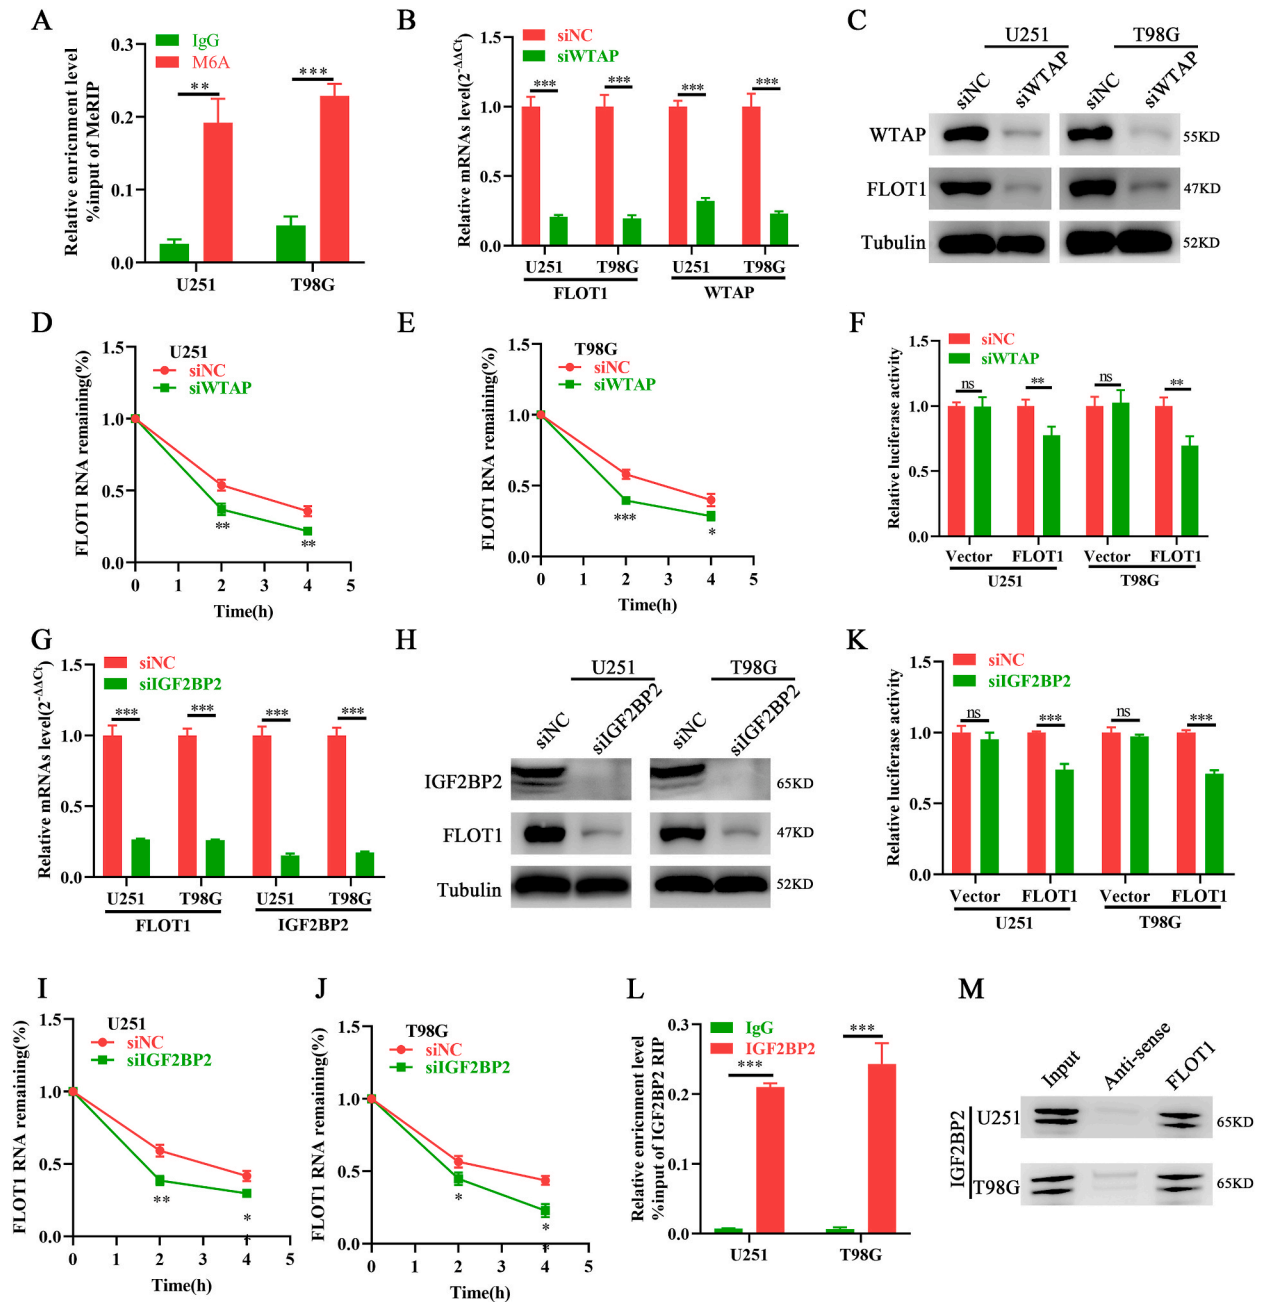 A
Relative enrichment level
%input of MeRIP
IgG
M6A
0.3
0.2
0.1
0.0
**
***
U251
T98G
B
Relative mRNAs level(2-ΔΔCt)
siNC
siWTAP
1.5
1.0
0.5
0.0
***
***
***
***
U251
T98G
U251
T98G
FLOT1
WTAP
C
U251
T98G
siNC
siWTAP
siNC
siWTAP
WTAP
55KD
FLOT1
47KD
Tubulin
52KD
D
FLOT1 RNA remaining(%)
U251
siNC
siWTAP
1.5
1.0
0.5
0.0
**
**
0
1
2
3
4
5
Time(h)
E
FLOT1 RNA remaining(%)
T98G
siNC
siWTAP
1.5
1.0
0.5
0.0
***
*
0
1
2
3
4
5
Time(h)
F
Relative luciferase activity
siNC
siWTAP
1.5
1.0
0.5
0.0
ns
**
ns
**
Vector
FLOT1
Vector
FLOT1
U251
T98G
G
Relative mRNAs level(2-ΔΔCt)
siNC
siIGF2BP2
1.5
1.0
0.5
0.0
***
***
***
***
U251
T98G
U251
T98G
FLOT1
IGF2BP2
H
U251
T98G
siNC
siIGF2BP2
siNC
siIGF2BP2
IGF2BP2
65KD
FLOT1
47KD
Tubulin
52KD
K
Relative luciferase activity
siNC
siIGF2BP2
1.5
1.0
0.5
0.0
ns
***
ns
***
Vector
FLOT1
Vector
FLOT1
U251
T98G
I
FLOT1 RNA remaining(%)
U251
siNC
siIGF2BP2
1.5
1.0
0.5
0.0
**
*
0
1
2
3
4
5
Time(h)
J
FLOT1 RNA remaining(%)
T98G
siNC
siIGF2BP2
1.5
1.0
0.5
0.0
*
*
*
0
1
2
3
4
5
Time(h)
L
Relative enrichment level
%input of IGF2BP2 RIP
IgG
IGF2BP2
0.3
0.2
0.1
0.0
***
***
U251
T98G
M
Input
Anti-sense
FLOT1
IGF2BP2
U251
65KD
T98G
65KD